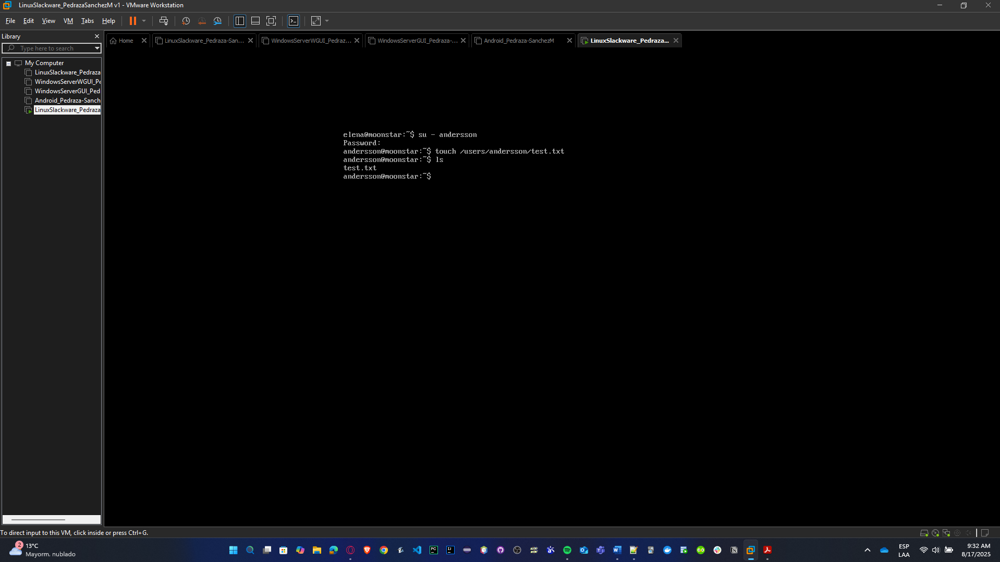 LinuxSlackware_PedrazaSanchezM v1 - VMware Workstation
File Edit View VM Tabs Help
Library
Type here to search
Home
LinuxSlackware_Pedraza-San...
WindowsServerWGUI_Pedraz...
WindowsServerGUI_Pedraza-...
Android_Pedraza-SanchezM
LinuxSlackware_Pedraza...
My Computer
LinuxSlackware_Pedraza
WindowsServerWGUI_Pe
WindowsServerGUI_Ped
Android_Pedraza-Sanch
LinuxSlackware_Pedraza
elena@moonstar:~$ su - andersson
Password:
andersson@moonstar:~$ touch /users/andersson/test.txt
andersson@moonstar:~$ ls
test.txt
andersson@moonstar:~$
To direct input to this VM, click inside or press Ctrl+G.
2
13°C
Mayorm. nublado
PC
IJ
ESP
LAA
9:32 AM
8/17/2025